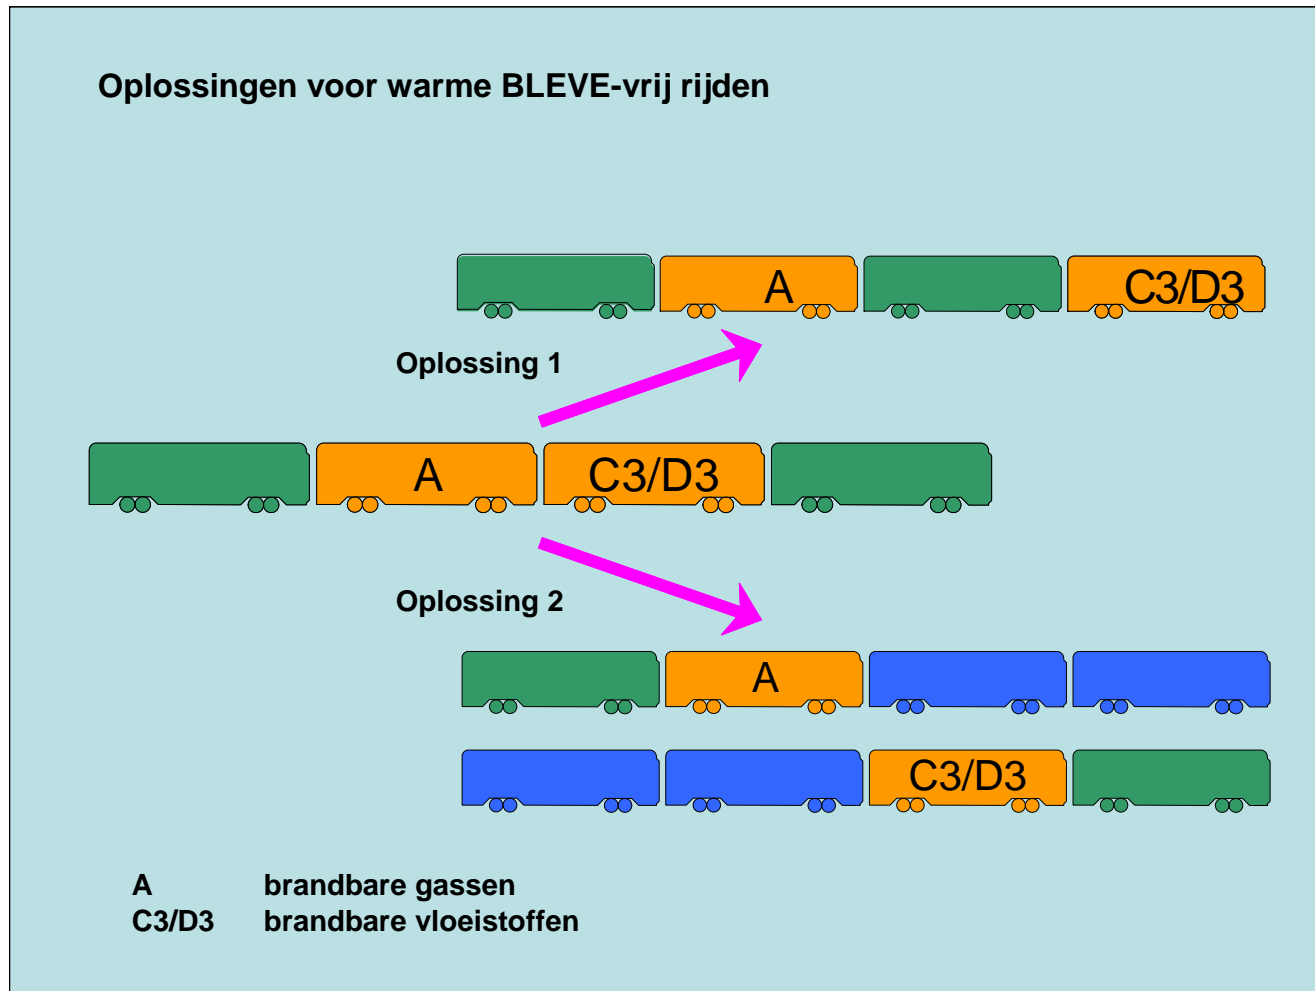 Oplossingen voor warme BLEVE-vrij rijden
A
C3/D3
Oplossing 1
A
C3/D3
Oplossing 2
A
C3/D3
A brandbare gassen
C3/D3 brandbare vloeistoffen